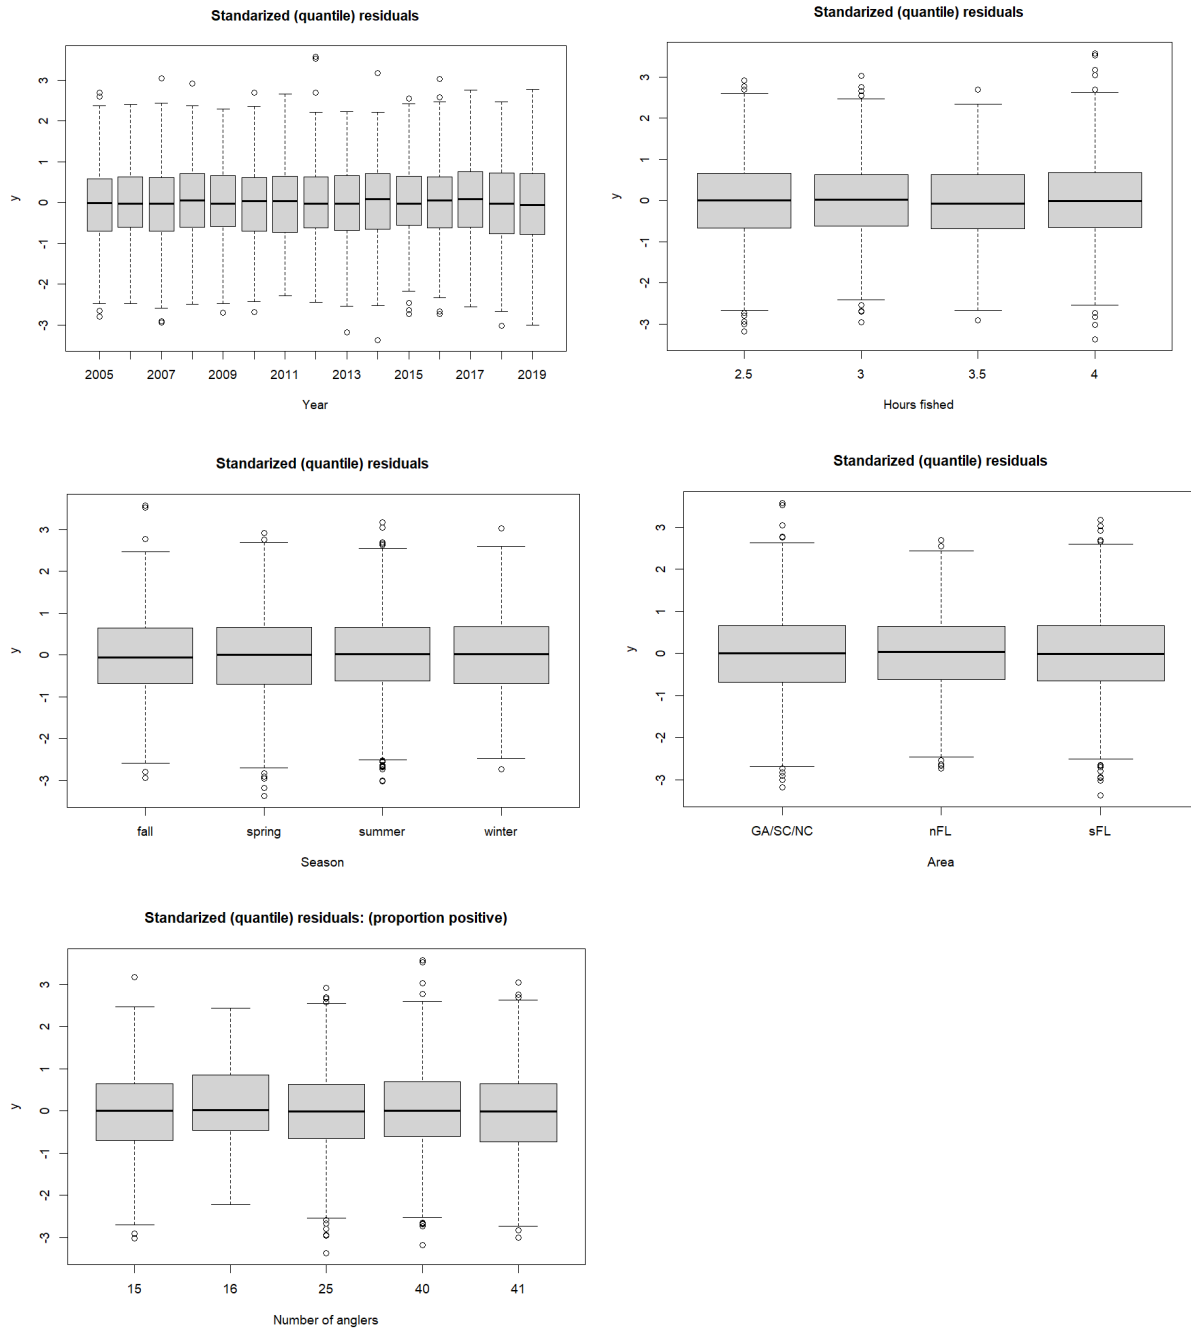 Standarized (quantile) residuals
3
2
1
0
-1
-2
-3
y
2005 2007 2009 2011 2013 2015 2017 2019
Year
Standarized (quantile) residuals
3
2
1
0
-1
-2
-3
y
2.5 3 3.5 4
Hours fished
Standarized (quantile) residuals
3
2
1
0
-1
-2
-3
y
fall spring summer winter
Season
Standarized (quantile) residuals
3
2
1
0
-1
-2
-3
y
GA/SC/NC nFL sFL
Area
Standarized (quantile) residuals: (proportion positive)
3
2
1
0
-1
-2
-3
y
15 16 25 40 41
Number of anglers